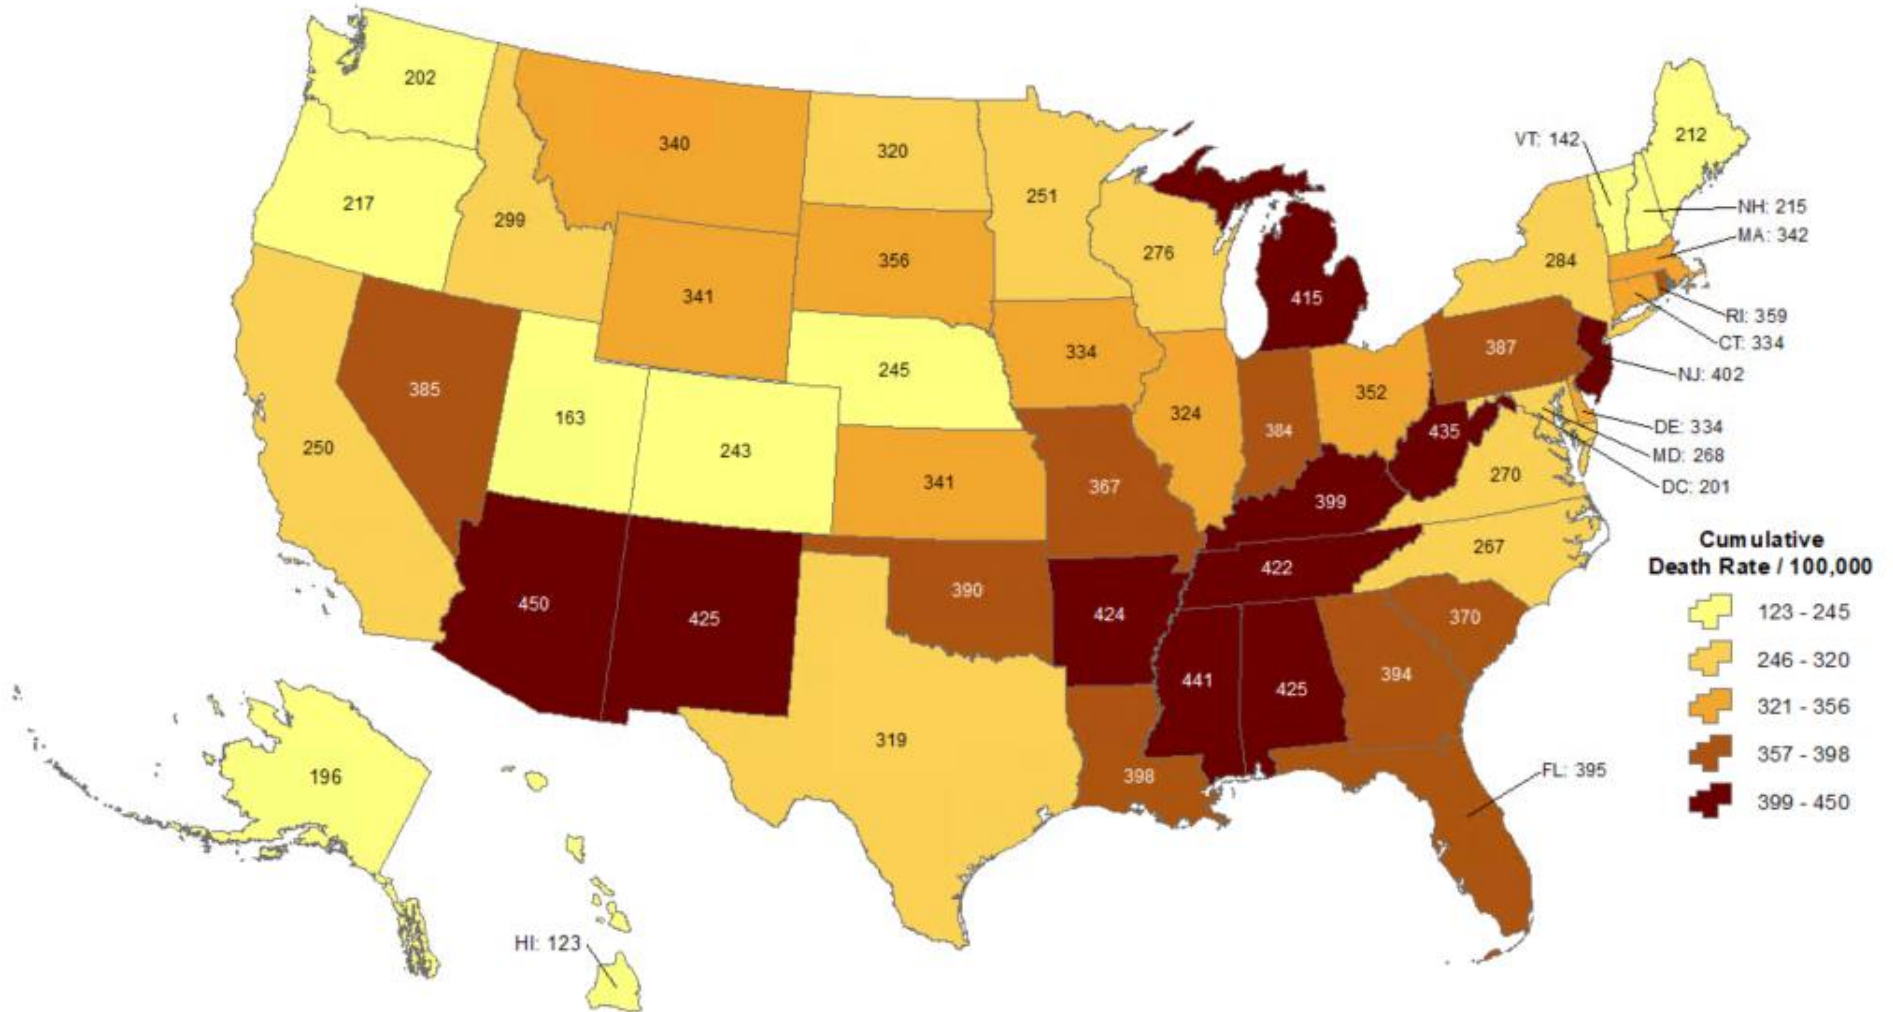 202
340
320
212
VT: 142
217
299
251
NH: 215
MA: 342
356
276
284
341
415
RI: 359
CT: 334
334
387
NJ: 402
245
385
352
163
324
384
435
DE: 334
243
MD: 268
250
270
DC: 201
341
367
399
Cumulative
Death Rate / 100,000
267
422
450
425
390
424
370
123 - 245
246 - 320
441
425
394
321 - 356
319
357 - 398
196
398
FL: 395
399 - 450
HI: 123